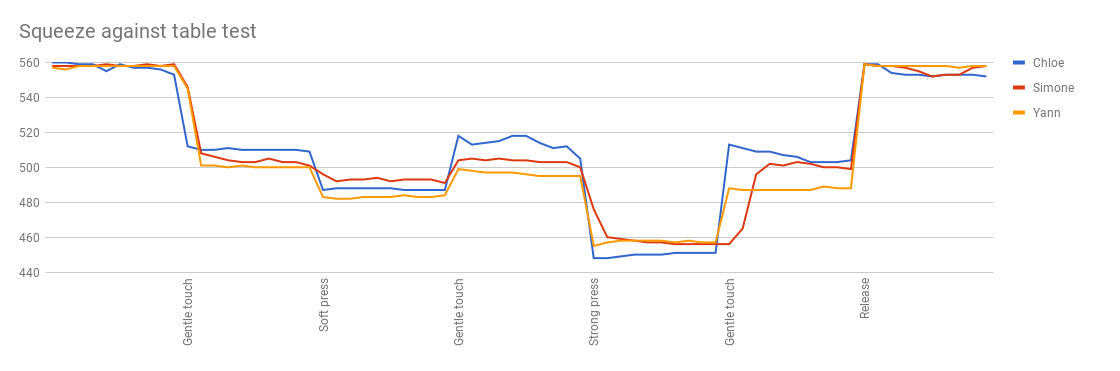 Squeeze against table test
560
540
520
500
480
460
440
Gentle touch
Soft press
Gentle touch
Strong press
Gentle touch
Release
Chloe
Simone
Yann